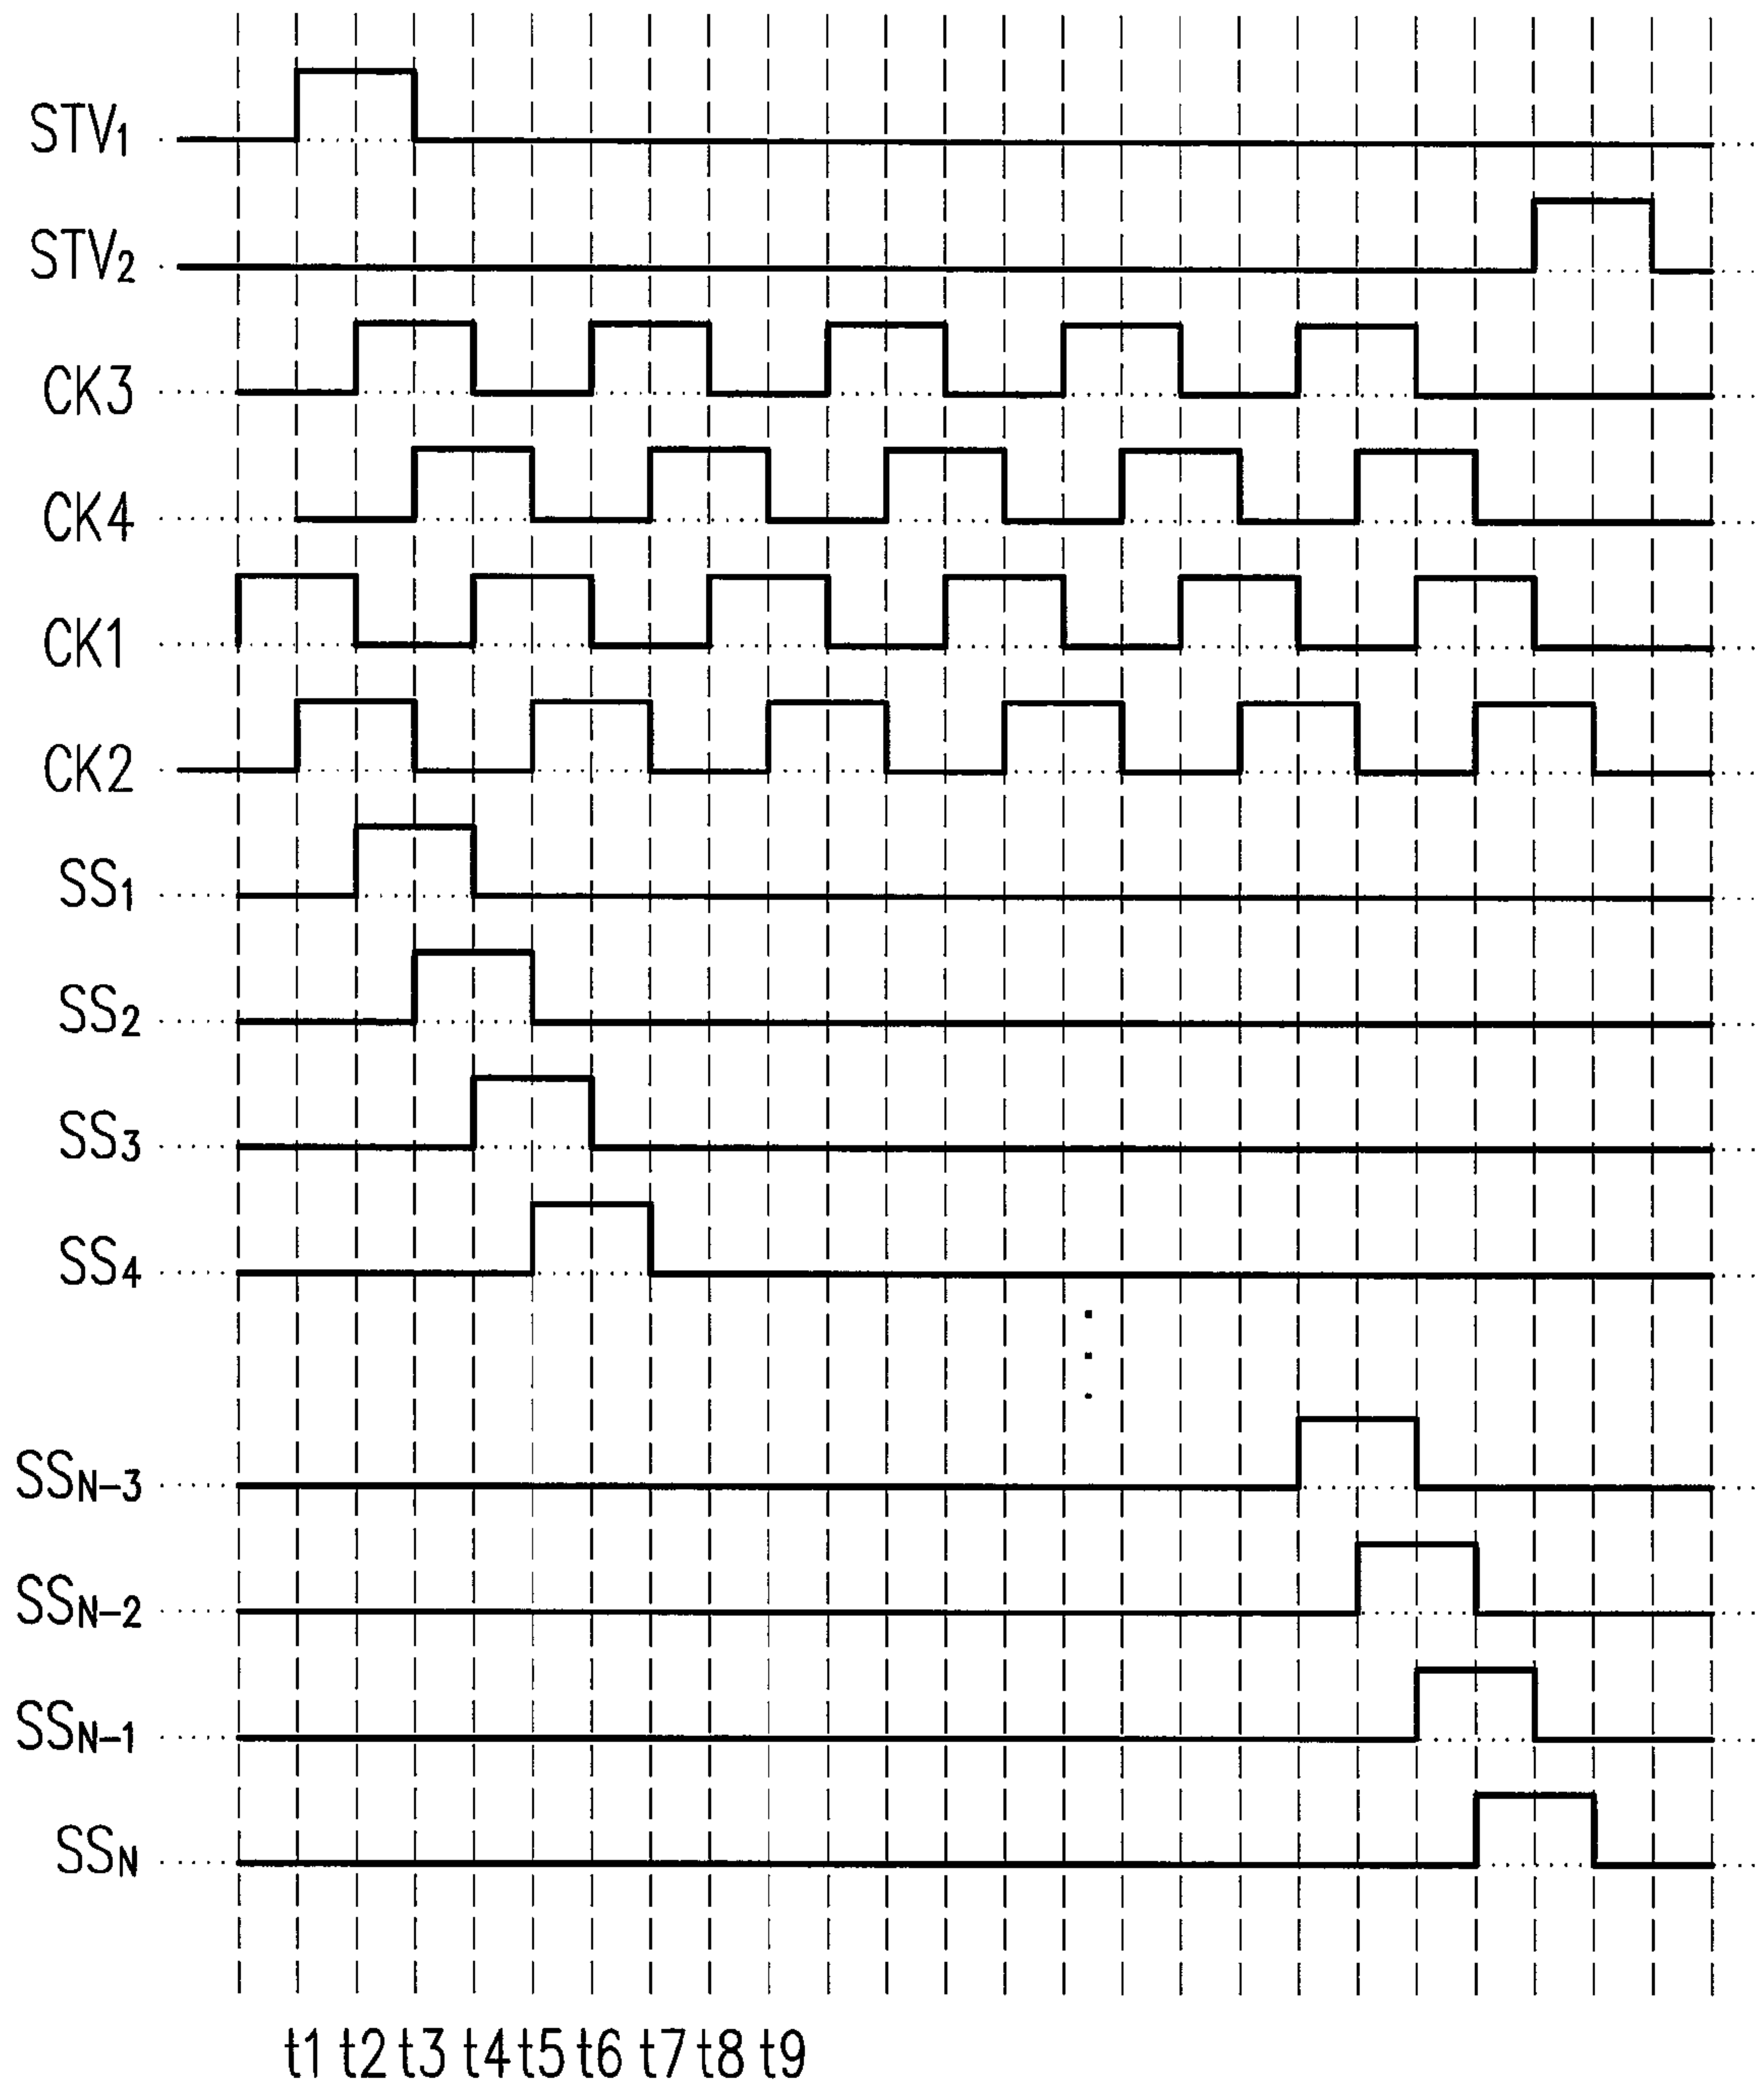 STV1
STV2
CK3
CK4
CK1
CK2
SS1
SS2
SS3
SS4
SSN-3
SSN-2
SSN-1
SSN
t1 t2 t3 t4 t5 t6 t7 t8 t9